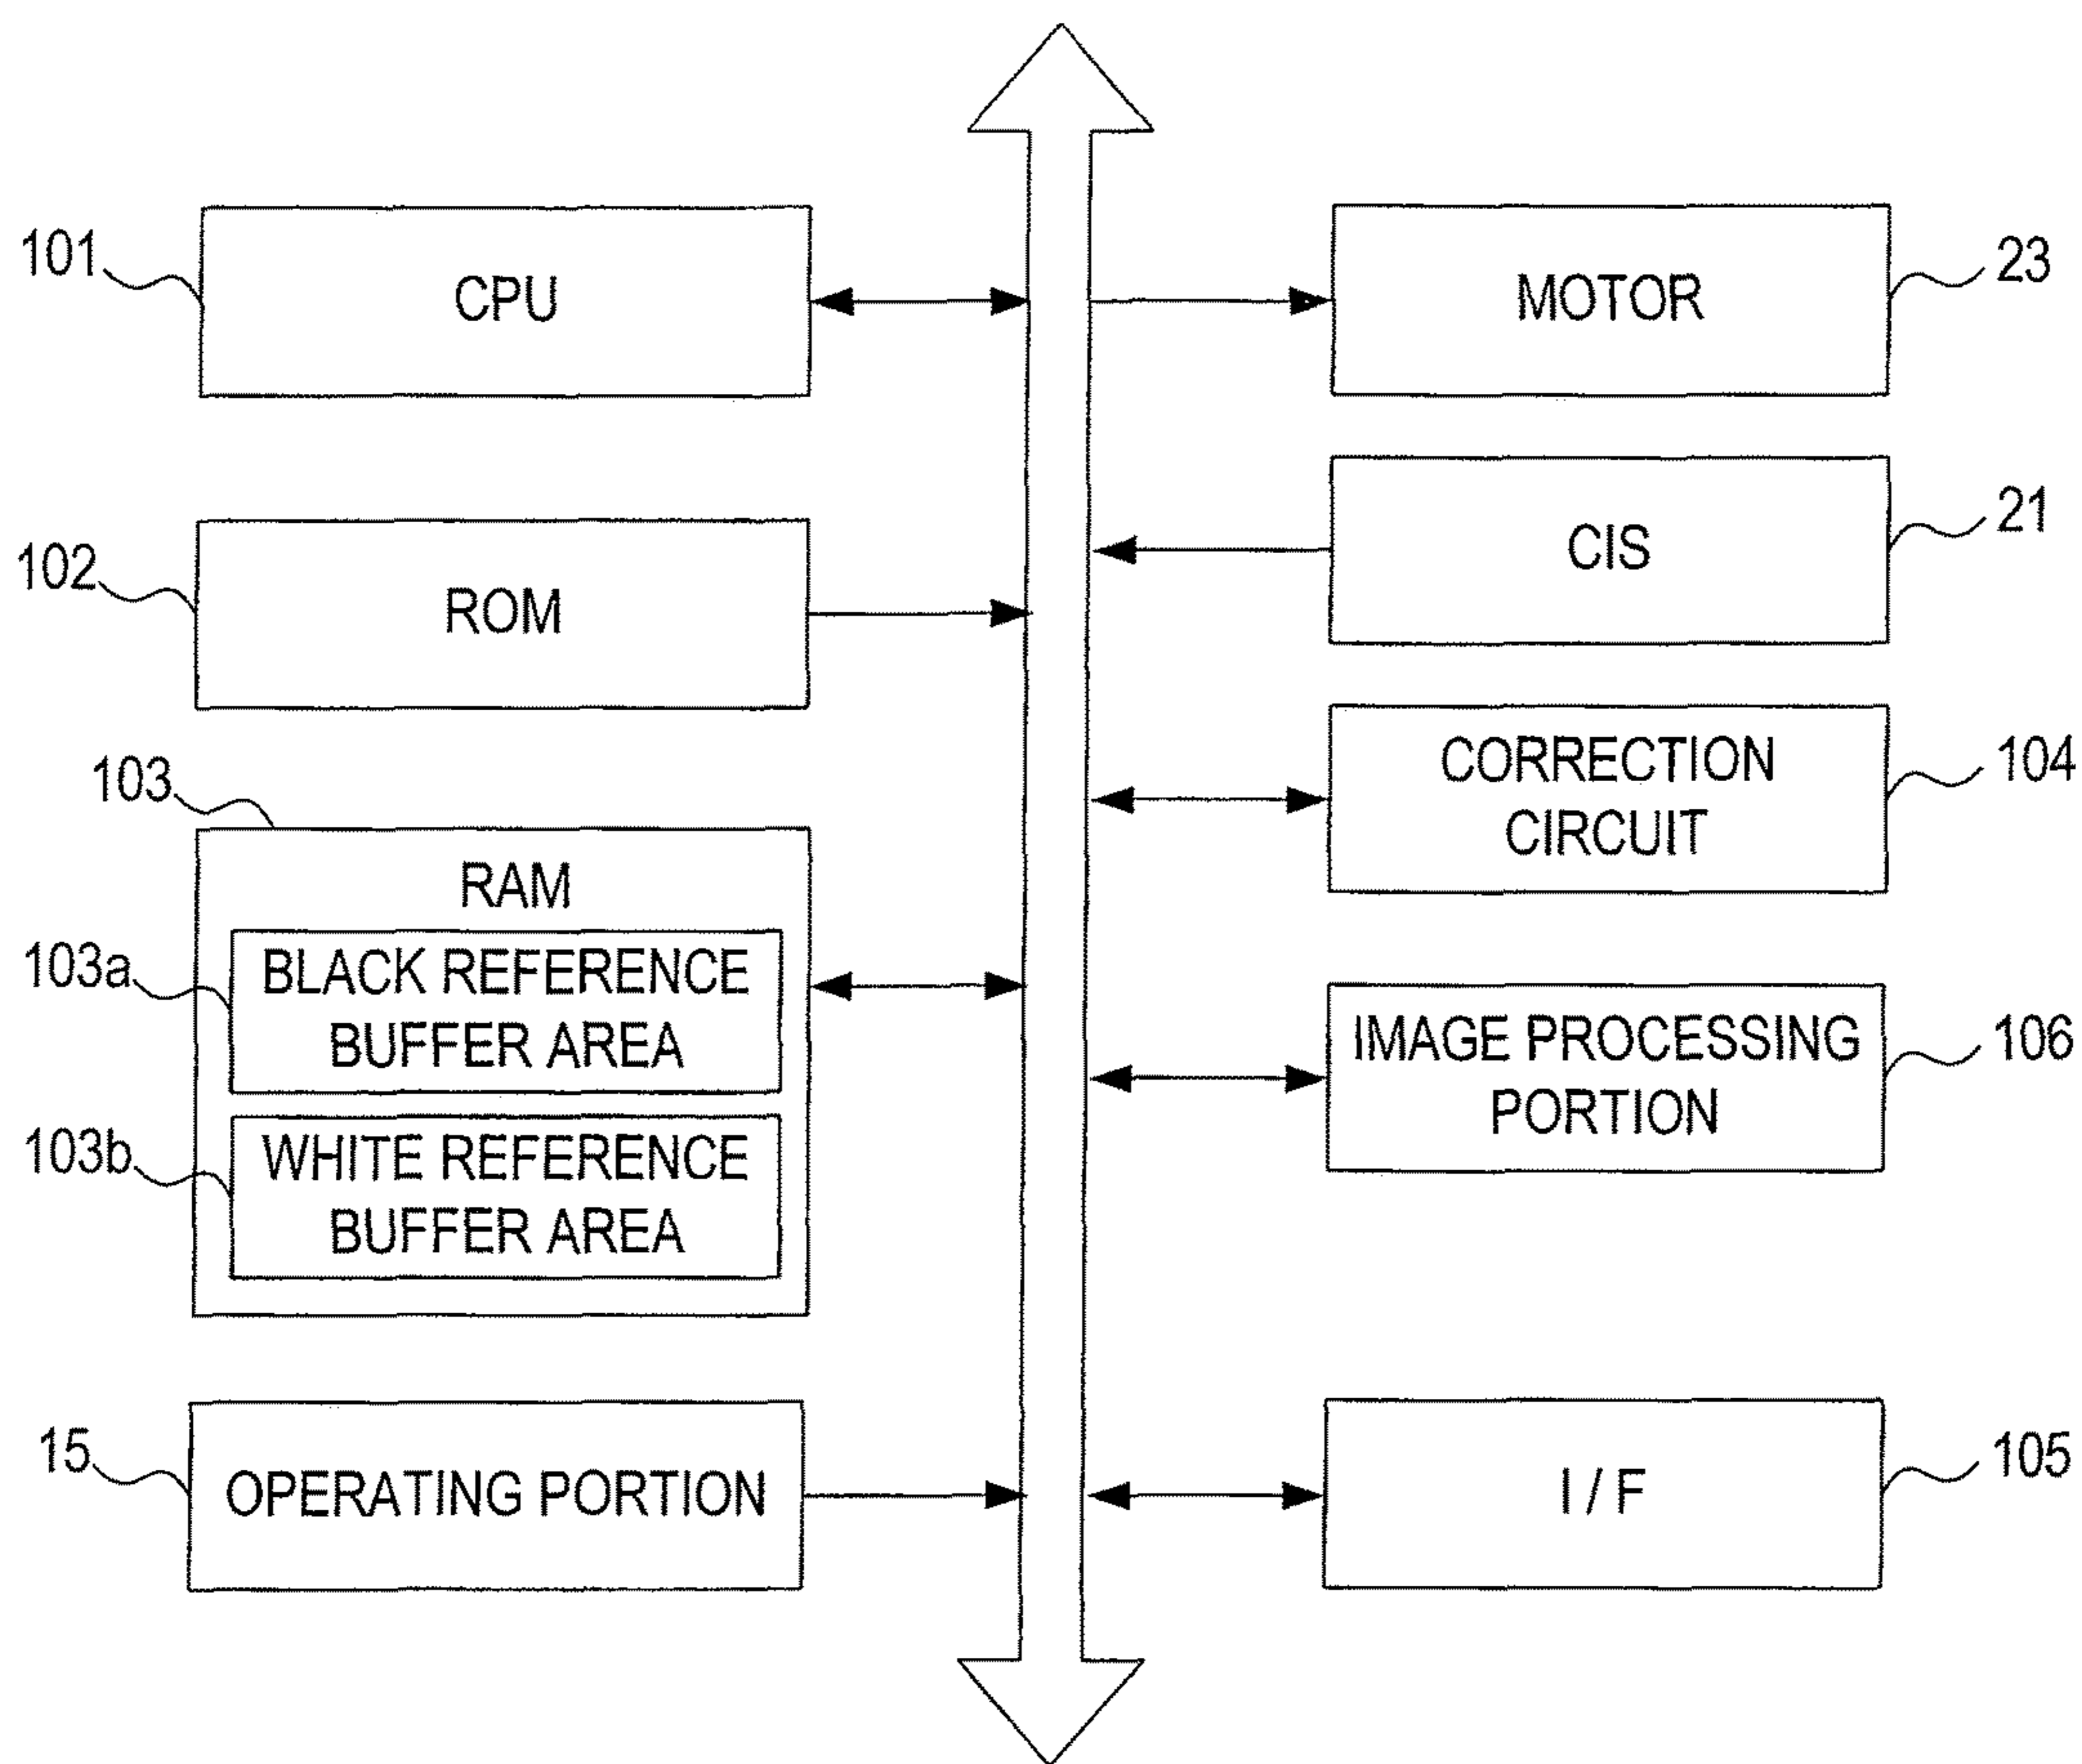 101
CPU
102
ROM
103
RAM
103a
BLACK REFERENCE
BUFFER AREA
103b
WHITE REFERENCE
BUFFER AREA
15
OPERATING PORTION
MOTOR
23
CIS
21
CORRECTION
CIRCUIT
104
IMAGE PROCESSING
PORTION
106
I / F
105